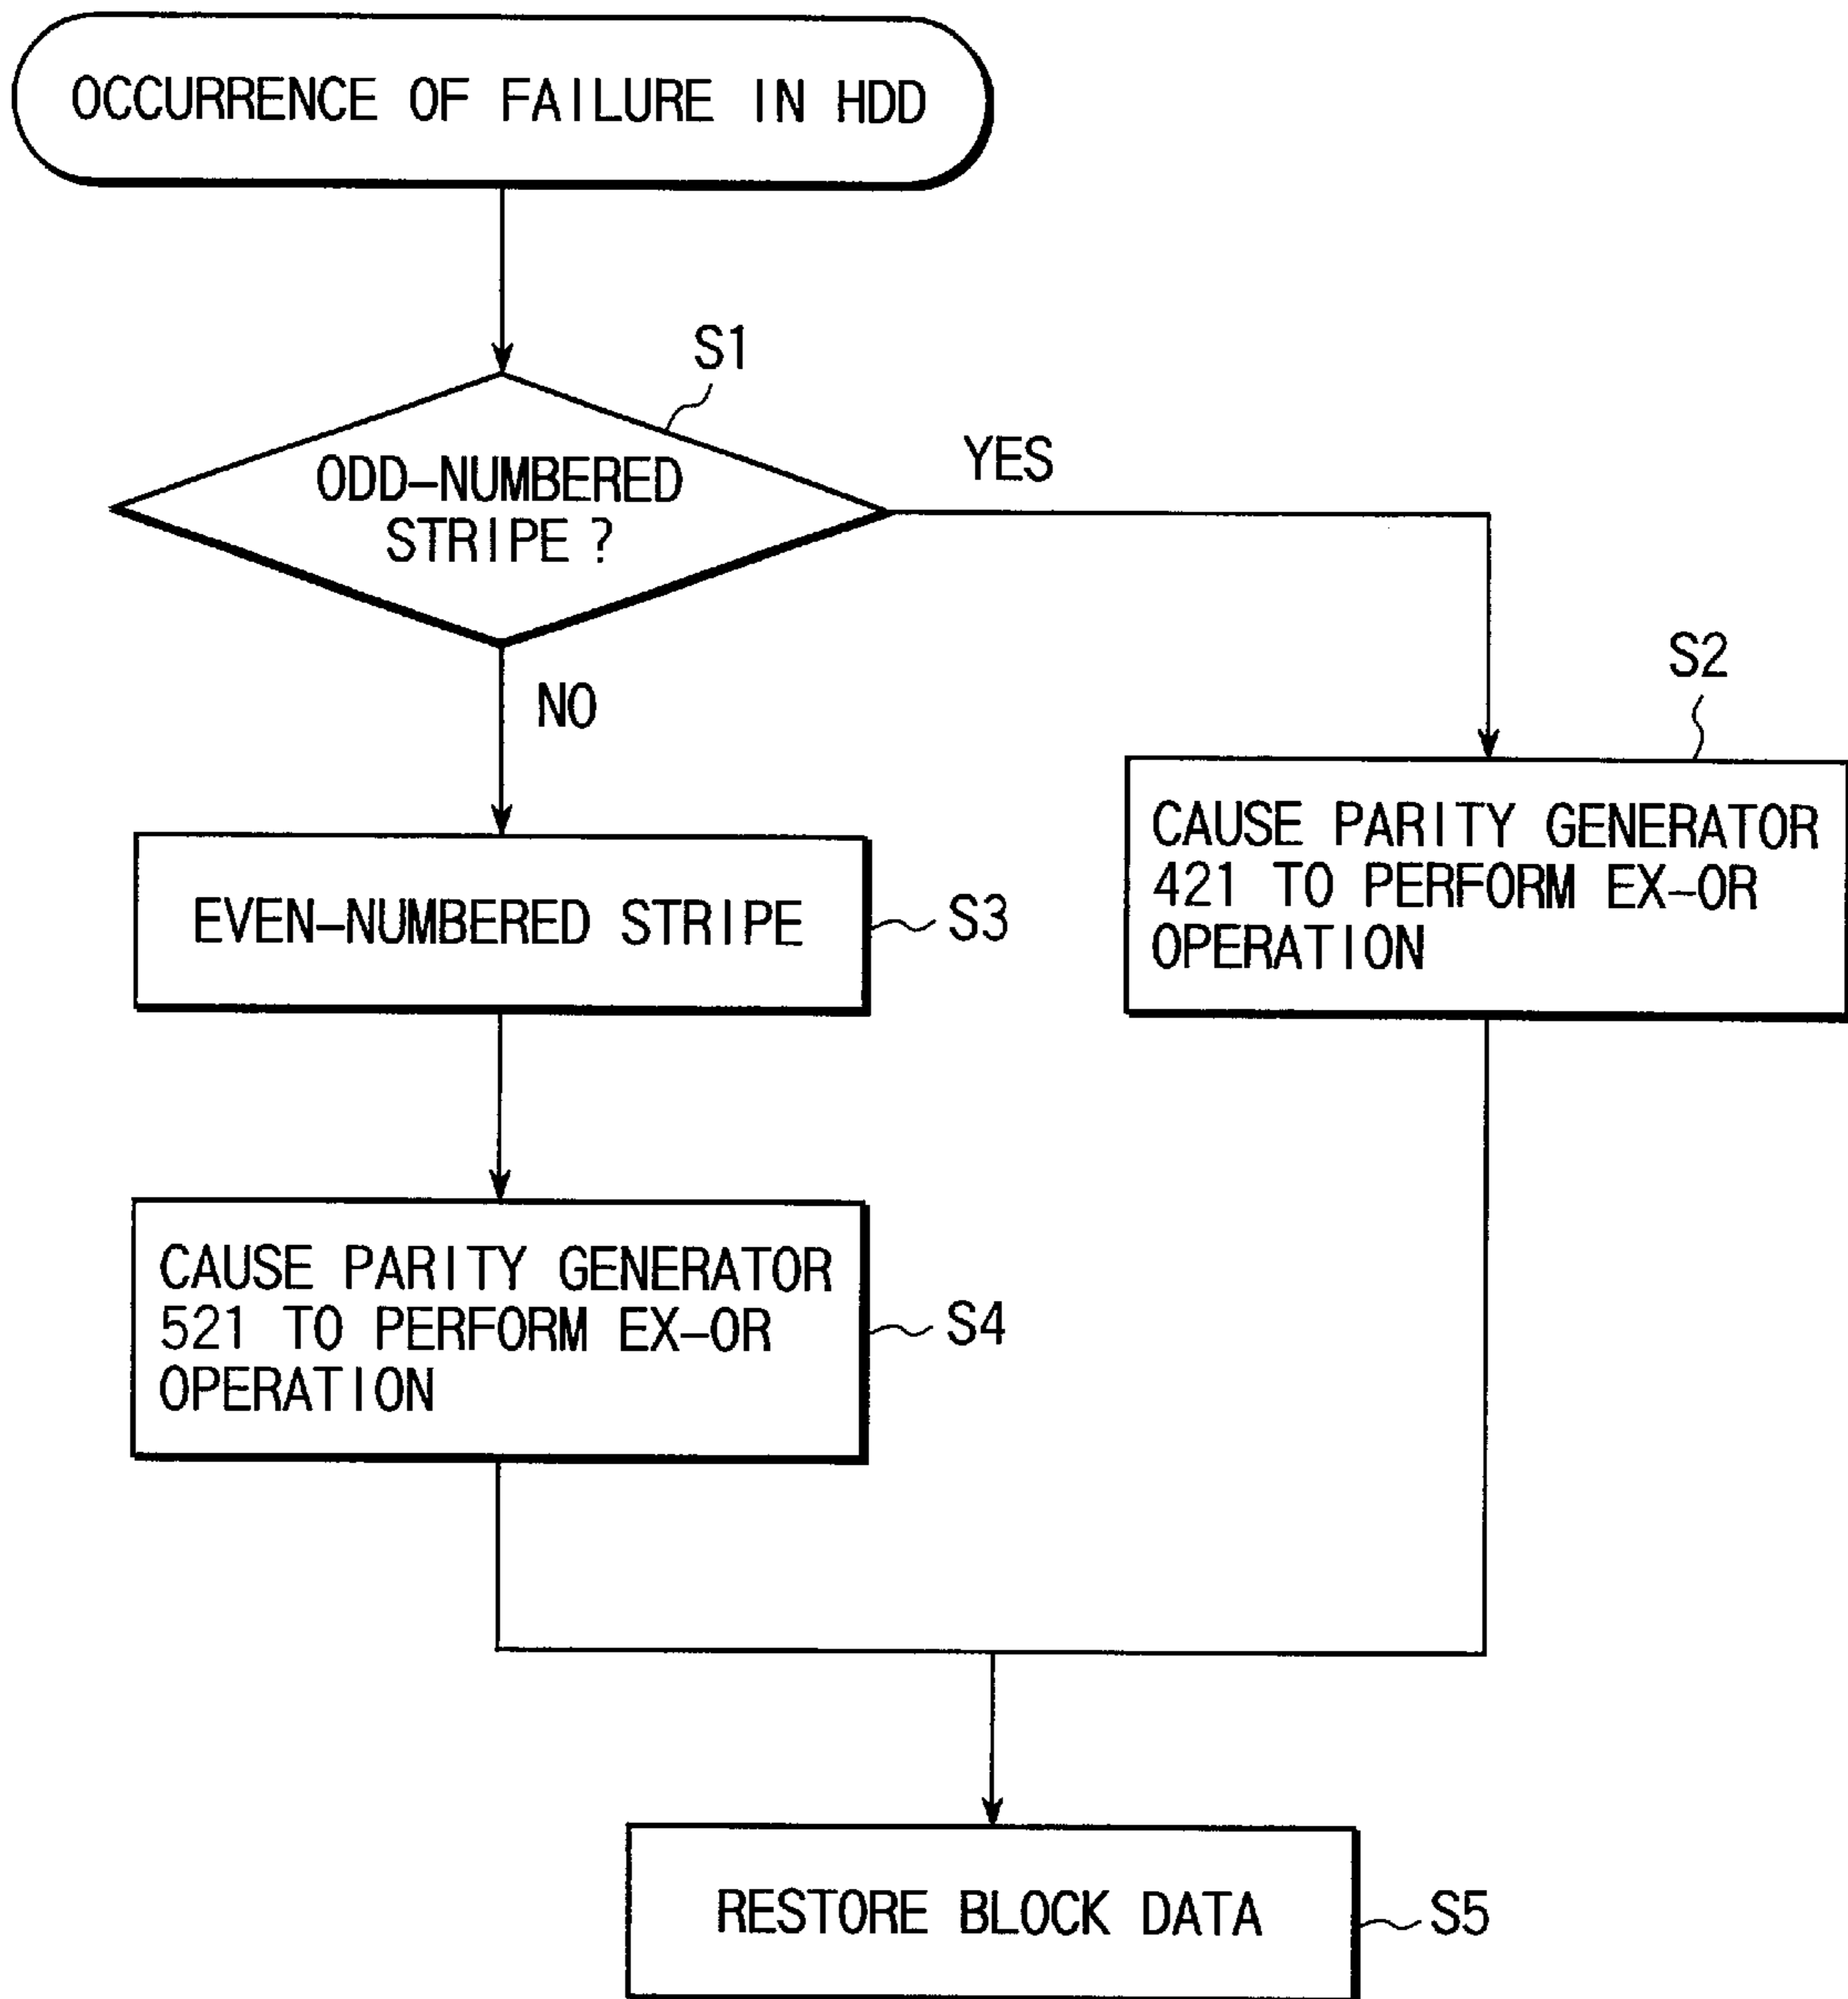 OCCURRENCE OF FAILURE IN HDD
S1
ODD-NUMBERED
STRIPE ?
YES
NO
S2
CAUSE PARITY GENERATOR
421 TO PERFORM EX-OR
OPERATION
EVEN-NUMBERED STRIPE
S3
CAUSE PARITY GENERATOR
521 TO PERFORM EX-OR
OPERATION
S4
RESTORE BLOCK DATA
S5